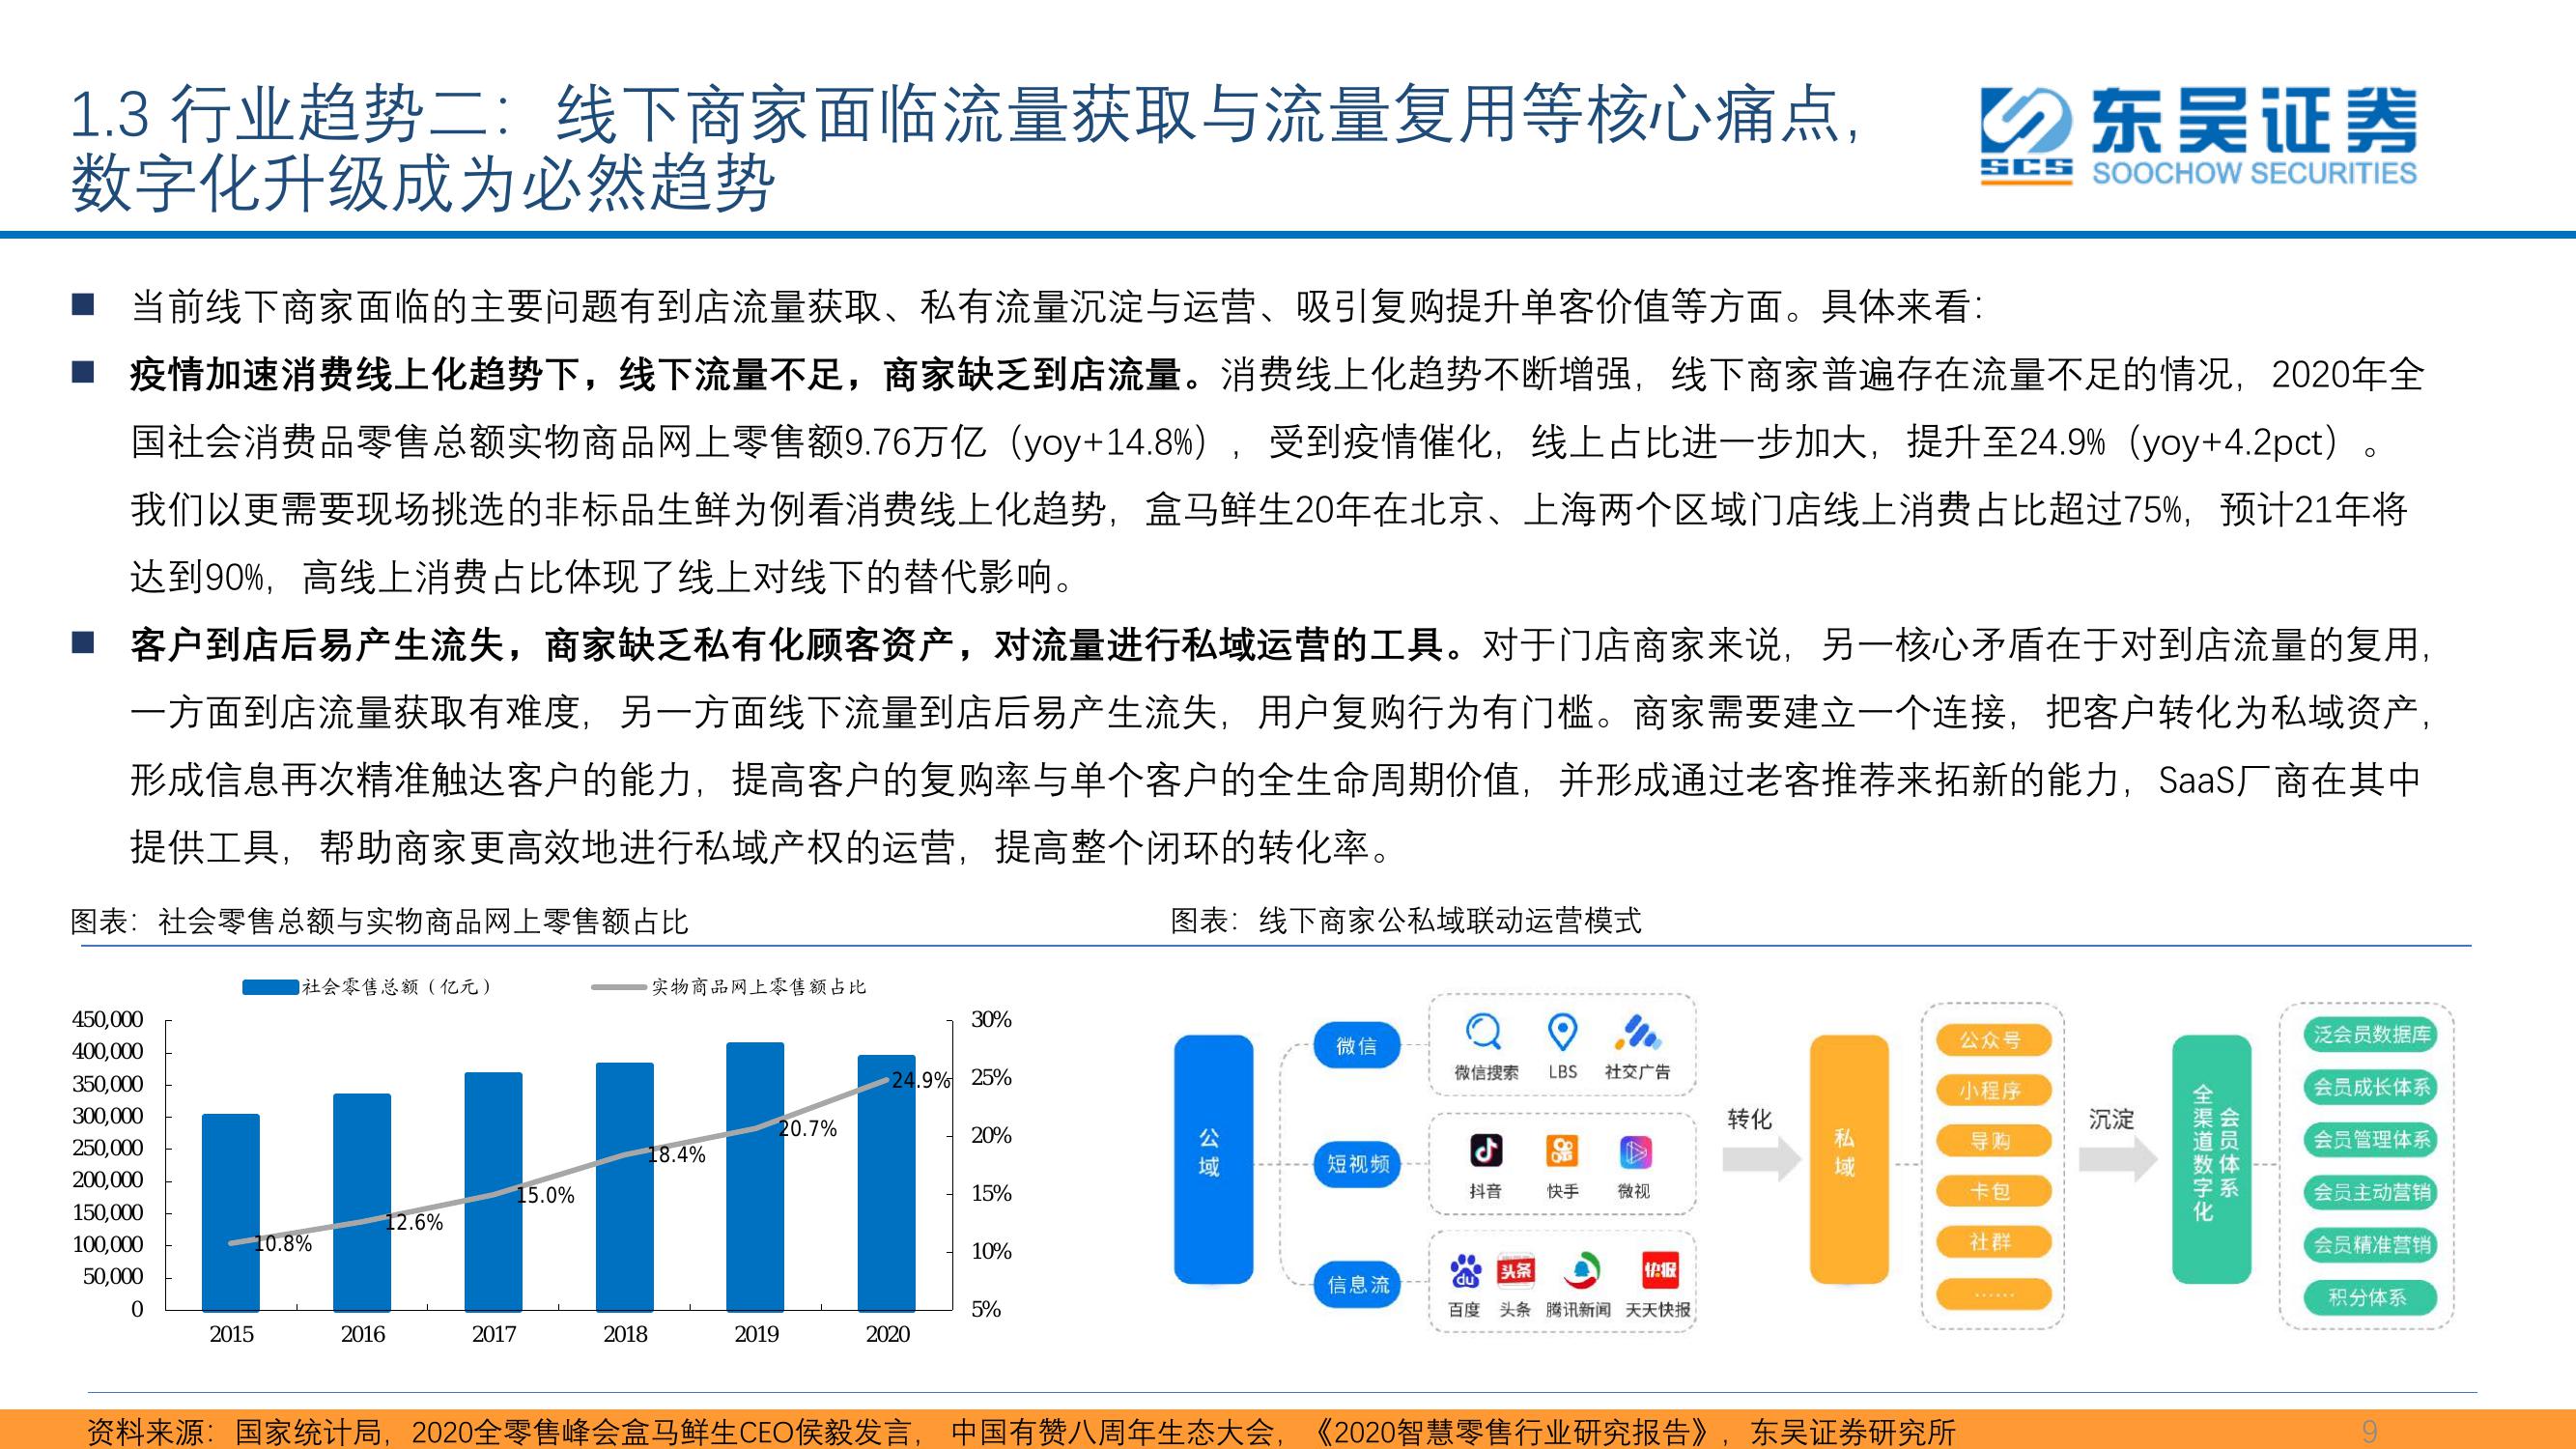 1.3 行业趋势二：线下商家面临流量获取与流量复用等核心痛点，
数字化升级成为必然趋势
东吴证券
SCS
SOOCHOW SECURITIES
■ 当前线下商家面临的主要问题有到店流量获取、私有流量沉淀与运营、吸引复购提升单客价值等方面。具体来看：
■ 疫情加速消费线上化趋势下，线下流量不足，商家缺乏到店流量。消费线上化趋势不断增强，线下商家普遍存在流量不足的情况，2020年全
国社会消费品零售总额实物商品网上零售额9.76万亿（yoy+14.8%），受到疫情催化，线上占比进一步加大，提升至24.9%（yoy+4.2pct）。
我们以更需要现场挑选的非标品生鲜为例看消费线上化趋势，盒马鲜生20年在北京、上海两个区域门店线上消费占比超过75%，预计21年将
达到90%，高线上消费占比体现了线上对线下的替代影响。
■ 客户到店后易产生流失，商家缺乏私有化顾客资产，对流量进行私域运营的工具。对于门店商家来说，另一核心矛盾在于对到店流量的复用，
一方面到店流量获取有难度，另一方面线下流量到店后易产生流失，用户复购行为有门槛。商家需要建立一个连接，把客户转化为私域资产，
形成信息再次精准触达客户的能力，提高客户的复购率与单个客户的全生命周期价值，并形成通过老客推荐来拓新的能力，SaaS厂商在其中
提供工具，帮助商家更高效地进行私域产权的运营，提高整个闭环的转化率。
图表：社会零售总额与实物商品网上零售额占比
社会零售总额（亿元）
实物商品网上零售额占比
450,000
400,000
350,000
300,000
250,000
200,000
150,000
100,000
50,000
0
30%
25%
20%
15%
10%
5%
10.8%
12.6%
15.0%
18.4%
20.7%
24.9%
2015 2016 2017 2018 2019 2020
图表：线下商家公私域联动运营模式
公域
微信
微信搜索 LBS 社交广告
短视频
抖音 快手 微视
信息流
du
头条
快报
百度 头条 腾讯新闻 天天快报
转化
私域
公众号
小程序
导购
卡包
社群
……
沉淀
全渠道数字化
会员体系
泛会员数据库
会员成长体系
会员管理体系
会员主动营销
会员精准营销
积分体系
资料来源：国家统计局，2020全零售峰会盒马鲜生CEO侯毅发言，中国有赞八周年生态大会，《2020智慧零售行业研究报告》，东吴证券研究所
9